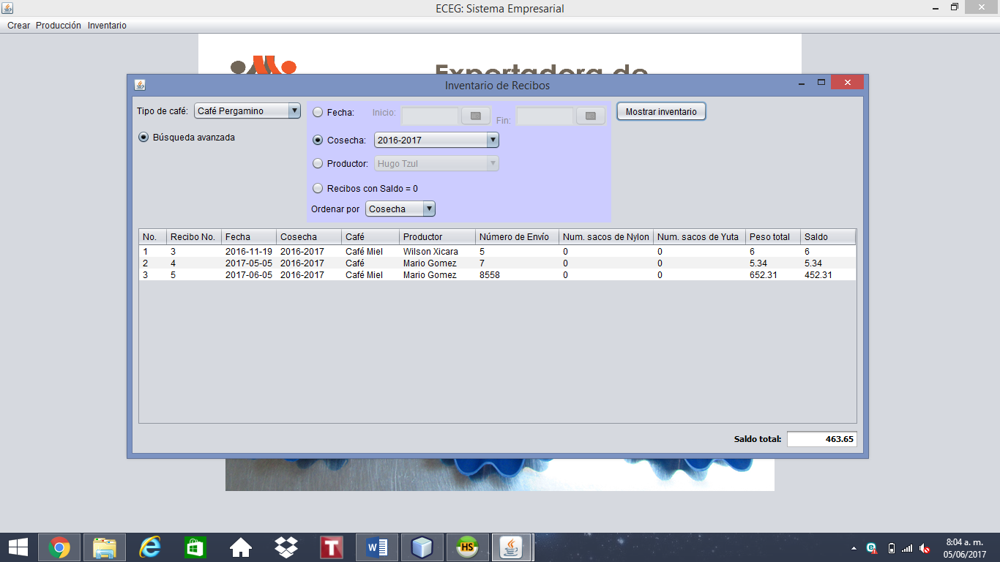 ECEG: Sistema Empresarial
Crear Producción Inventario
Exportadora de
Inventario de Recibos
Tipo de café: Café Pergamino
Búsqueda avanzada
Fecha: Inicio: Fin:
Cosecha: 2016-2017
Productor: Hugo Tzul
Recibos con Saldo = 0
Ordenar por Cosecha
Mostrar inventario
No. Recibo No. Fecha Cosecha Café Productor Número de Envío Num. sacos de Nylon Num. sacos de Yuta Peso total Saldo
1 3 2016-11-19 2016-2017 Café Miel Wilson Xicara 5 0 0 6 6
2 4 2017-05-05 2016-2017 Café Mario Gomez 7 0 0 5.34 5.34
3 5 2017-06-05 2016-2017 Café Miel Mario Gomez 8558 0 0 652.31 452.31
Saldo total: 463.65
T
W
HS
8:04 a. m.
05/06/2017